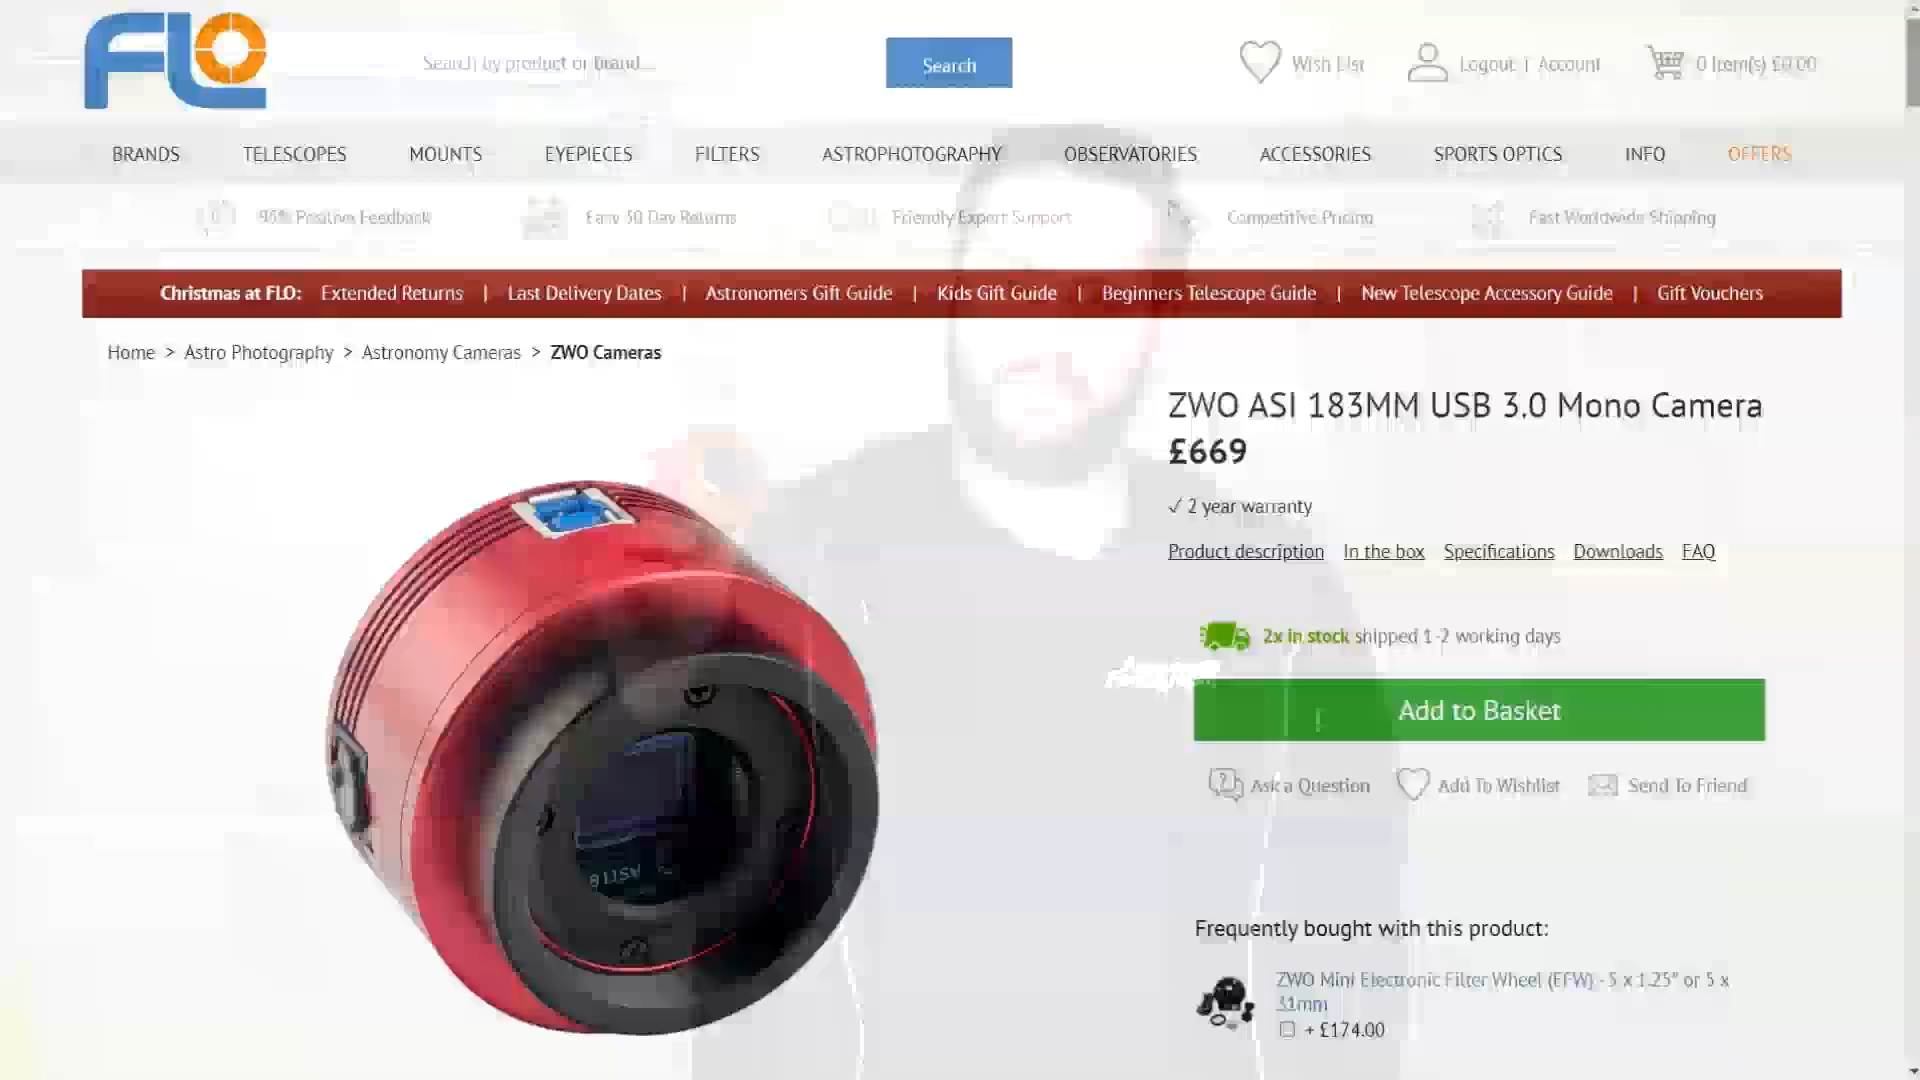 FLO
Search by product or brand...
Search
Wish List
Logout | Account
0 Item(s) £0.00
BRANDS TELESCOPES MOUNTS EYEPIECES FILTERS ASTROPHOTOGRAPHY OBSERVATORIES ACCESSORIES SPORTS OPTICS INFO OFFERS
Positive Feedback
Easy 30 Day Returns
Friendly Expert Support
Competitive Pricing
Fast Worldwide Shipping
Christmas at FLO: Extended Returns | Last Delivery Dates | Astronomers Gift Guide | Kids Gift Guide | Beginners Telescope Guide | New Telescope Accessory Guide | Gift Vouchers
Home > Astro Photography > Astronomy Cameras > ZWO Cameras
ZWO ASI 183MM USB 3.0 Mono Camera
£669
✓ 2 year warranty
Product description In the box Specifications Downloads FAQ
2x in stock shipped 1-2 working days
Add to Basket
Ask a Question
Add To Wishlist
Send To Friend
Frequently bought with this product:
ZWO Mini Electronic Filter Wheel (EFW) - 5 x 1.25" or 5 x
31mm
+ £174.00